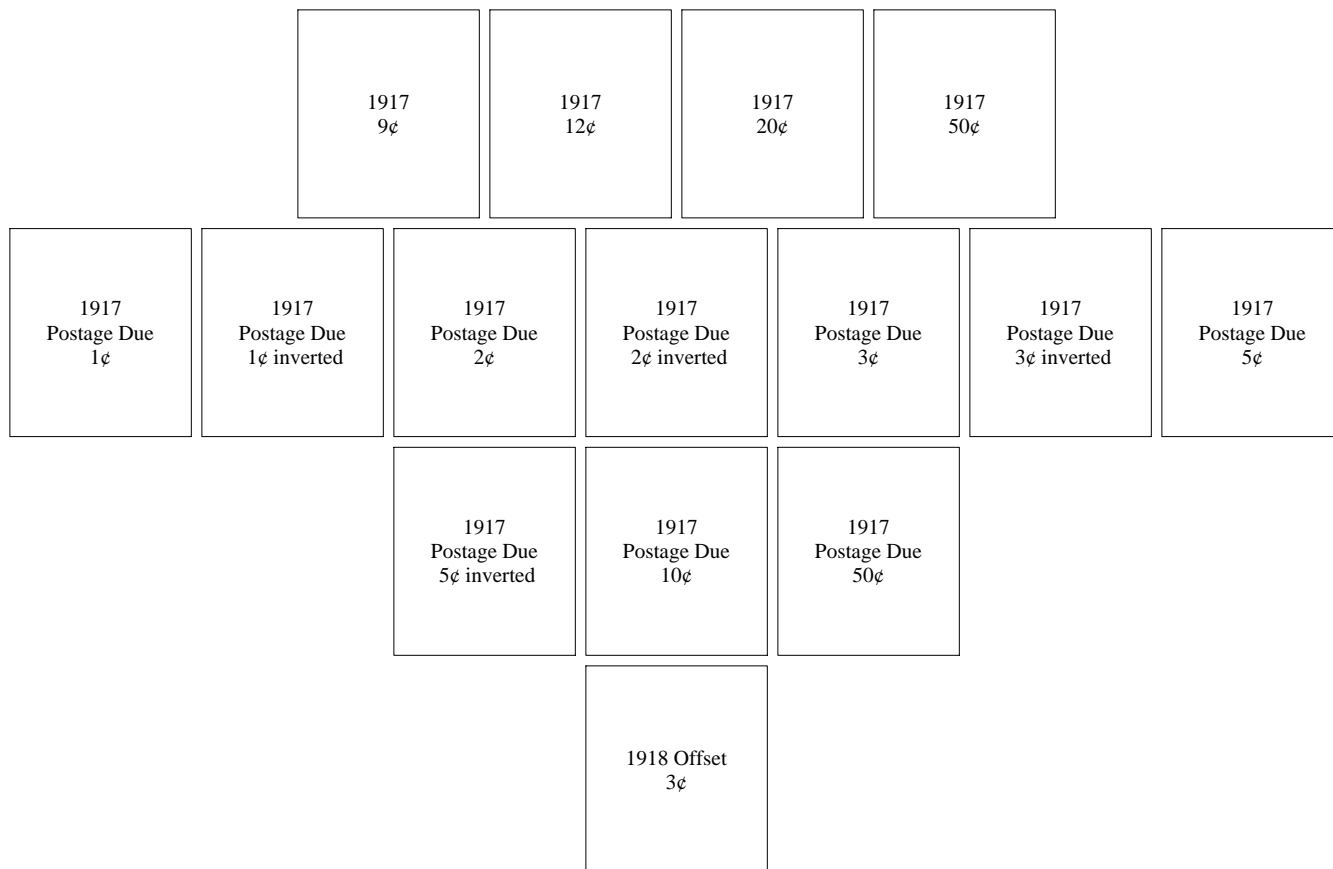 1917
9¢
1917
12¢
1917
20¢
1917
50¢
1917
Postage Due
1¢
1917
Postage Due
1¢ inverted
1917
Postage Due
2¢
1917
Postage Due
2¢ inverted
1917
Postage Due
3¢
1917
Postage Due
3¢ inverted
1917
Postage Due
5¢
1917
Postage Due
5¢ inverted
1917
Postage Due
10¢
1917
Postage Due
50¢
1918 Offset
3¢